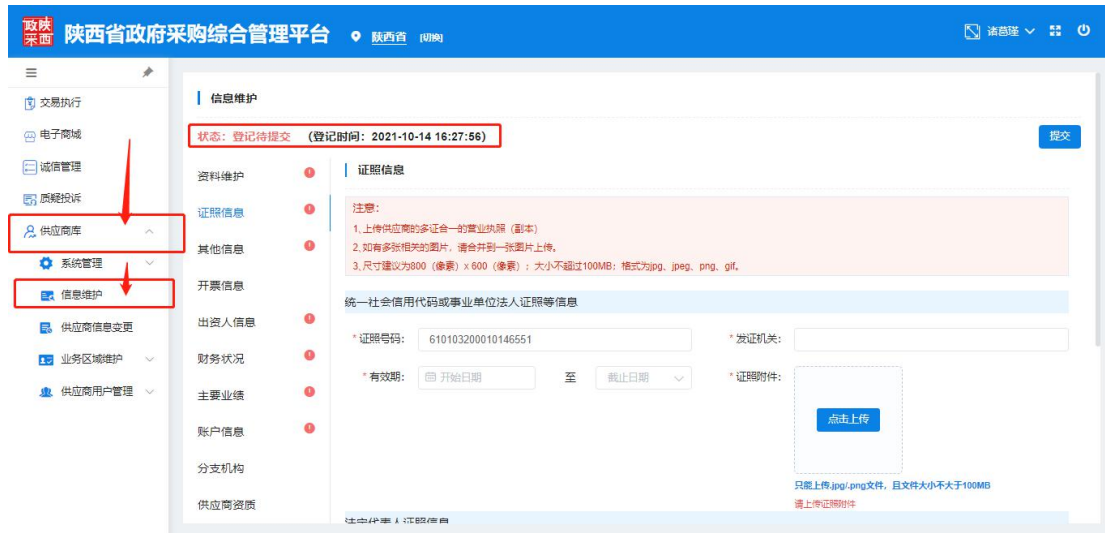 陕西省政府采购综合管理平台
陕西省
[切换]
交易执行
电子商城
诚信管理
质疑投诉
供应商库
系统管理
信息维护
供应商信息变更
业务区域维护
供应商用户管理
信息维护
状态：登记待提交 （登记时间：2021-10-14 16:27:56）
提交
资料维护
证照信息
其他信息
开票信息
出资人信息
财务状况
主要业绩
账户信息
分支机构
供应商资质
证照信息
注意：
1、上传供应商的多证合一的营业执照（副本）
2、如有多张相关的图片，请合并到一张图片上传。
3、尺寸建议为800（像素）x 600（像素）；大小不超过100MB；格式为jpg、jpeg、png、gif。
统一社会信用代码或事业单位法人证照等信息
* 证照号码: 610103200010146551
* 发证机关:
* 有效期: 开始日期 至 截止日期
* 证照附件:
点击上传
只能上传.jpg/.png文件，且文件大小不大于100MB
请上传证照附件
法定代表人证照信息